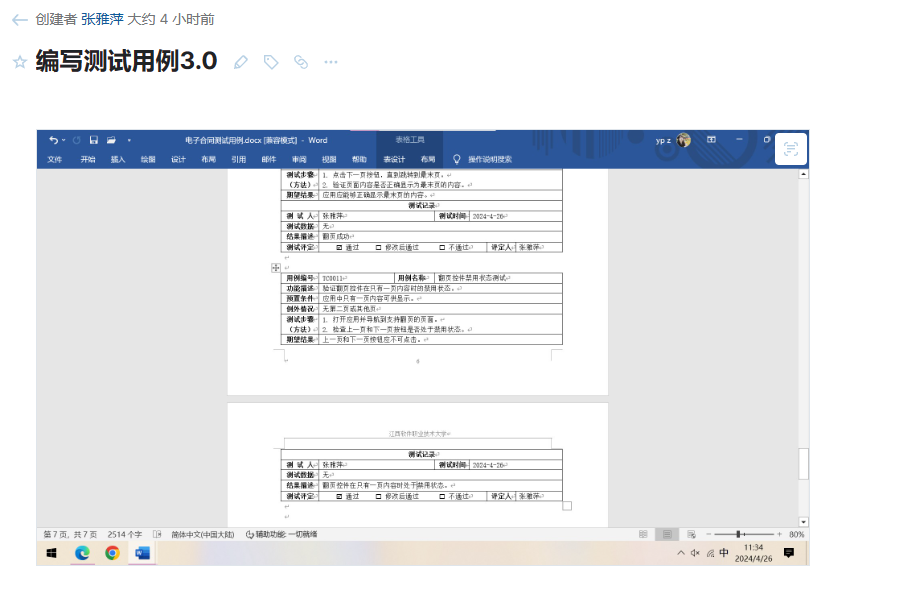 创建者 张雅萍 大约 4 小时前
编写测试用例3.0
电子合同测试用例.docx [兼容模式] - Word
表格工具
yp z
文件 开始 插入 绘图 设计 布局 引用 邮件 审阅 视图 帮助 表设计 布局 操作说明搜索
测试步骤（方法） 1. 点击下一页按钮，直到跳转到最末页。
2. 验证页面内容是否正确显示为最末页的内容。
期望结果 应用应能够正确显示最末页的内容。
测试记录
测 试 人 张雅萍 测试时间 2024-4-26
测试数据 无
结果描述 翻页成功
测试评定 ☑ 通过 □ 修改后通过 □ 不通过 评定人 张雅萍
用例编号 TC0011 用例名称 翻页控件禁用状态测试
功能描述 验证翻页控件在只有一页内容时的禁用状态。
预置条件 应用中只有一页内容可供显示。
例外情况 无第二页或其他页
测试步骤（方法） 1. 打开应用并导航到支持翻页的页面。
2. 检查上一页和下一页按钮是否处于禁用状态。
期望结果 上一页和下一页按钮应不可点击。
江西软件职业技术大学
测试记录
测 试 人 张雅萍 测试时间 2024-4-26
测试数据 无
结果描述 翻页控件在只有一页内容时处于禁用状态。
测试评定 ☑ 通过 □ 修改后通过 □ 不通过 评定人 张雅萍
第 7 页，共 7 页 2514 个字 简体中文(中国大陆) 辅助功能: 一切就绪 80%
中 11:34
2024/4/26